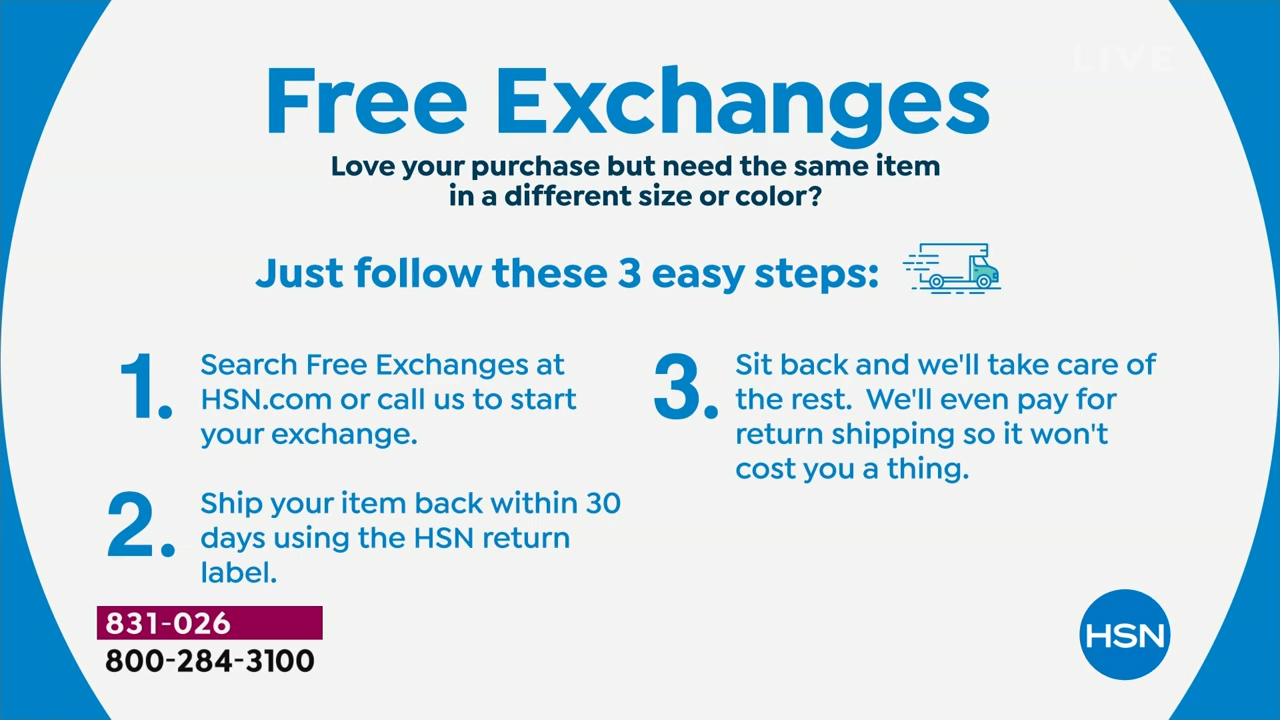 LIVE
Free Exchanges
Love your purchase but need the same item
in a different size or color?
Just follow these 3 easy steps:
1. Search Free Exchanges at
HSN.com or call us to start
your exchange.
2. Ship your item back within 30
days using the HSN return
label.
3. Sit back and we'll take care of
the rest. We'll even pay for
return shipping so it won't
cost you a thing.
831-026
800-284-3100
HSN